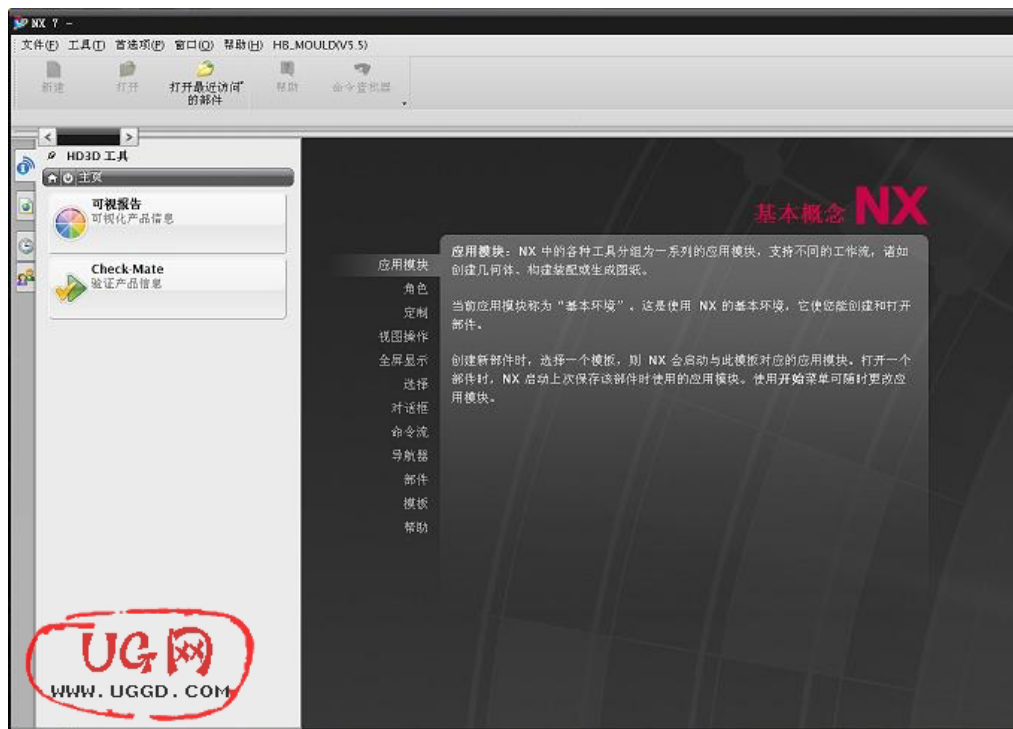 NX 7 -
文件(F) 工具(T) 首选项(P) 窗口(O) 帮助(H) HB_MOULD(V5.5)
新建 打开 打开最近访问的部件 帮助 命令查找器
HD3D 工具
主页
可视报告
可视化产品信息
Check-Mate
验证产品信息
基本概念 NX
应用模块
角色
定制
视图操作
全屏显示
选择
对话框
命令流
导航器
部件
模板
帮助
应用模块：NX 中的各种工具分组为一系列的应用模块，支持不同的工作流，诸如
创建几何体、构建装配或生成图纸。
当前应用模块称为“基本环境”。这是使用 NX 的基本环境，它使您能创建和打开
部件。
创建新部件时，选择一个模板，则 NX 会启动与此模板对应的应用模块。打开一个
部件时，NX 启动上次保存该部件时使用的应用模块。使用开始菜单可随时更改应
用模块。
UG网
WWW.UGGD.COM